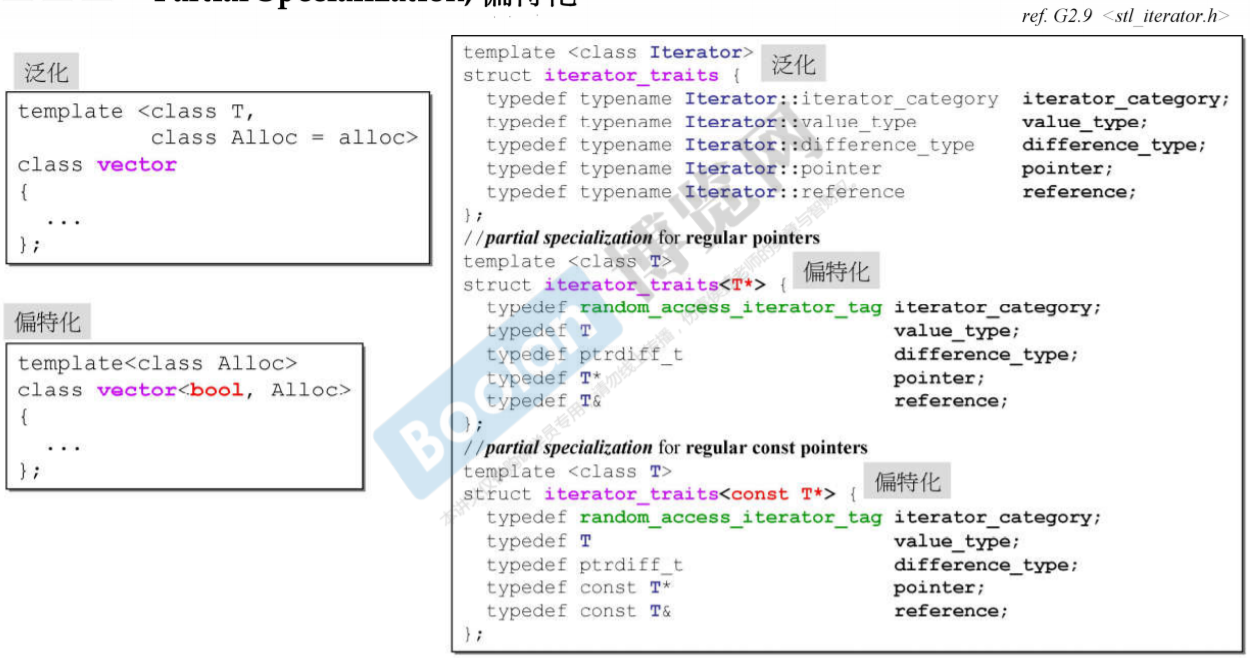 Partial Specialization, 偏特化
ref. G2.9 <stl_iterator.h>
泛化
template <class T,
class Alloc = alloc>
class vector
{
...
};
偏特化
template<class Alloc>
class vector<bool, Alloc>
{
...
};
template <class Iterator>
泛化
struct iterator_traits {
typedef typename Iterator::iterator_category iterator_category;
typedef typename Iterator::value_type value_type;
typedef typename Iterator::difference_type difference_type;
typedef typename Iterator::pointer pointer;
typedef typename Iterator::reference reference;
};
//partial specialization for regular pointers
template <class T>
偏特化
struct iterator_traits<T*> {
typedef random_access_iterator_tag iterator_category;
typedef T value_type;
typedef ptrdiff_t difference_type;
typedef T* pointer;
typedef T& reference;
};
//partial specialization for regular const pointers
template <class T>
偏特化
struct iterator_traits<const T*> {
typedef random_access_iterator_tag iterator_category;
typedef T value_type;
typedef ptrdiff_t difference_type;
typedef const T* pointer;
typedef const T& reference;
};
Boolan
博览网